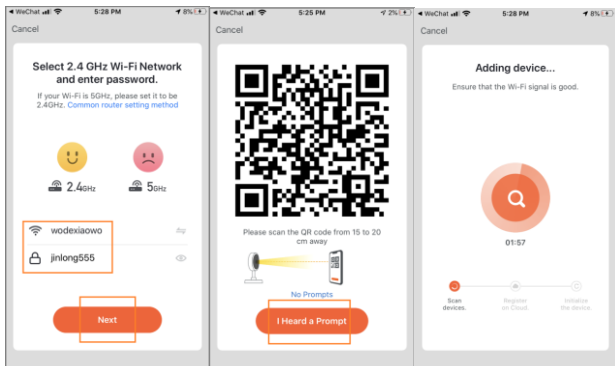 WeChat 5:28 PM 8%
Cancel
Select 2.4 GHz Wi-Fi Network
and enter password.
If your Wi-Fi is 5GHz, please set it to be
2.4GHz. Common router setting method
2.4GHz 5GHz
wodexiaowo
jinlong555
Next
WeChat 5:25 PM 2%
Cancel
Please scan the QR code from 15 to 20
cm away
No Prompts
I Heard a Prompt
WeChat 5:28 PM 8%
Cancel
Adding device...
Ensure that the Wi-Fi signal is good.
01:57
Scan
devices.
Register
on Cloud.
Initialize
the device.